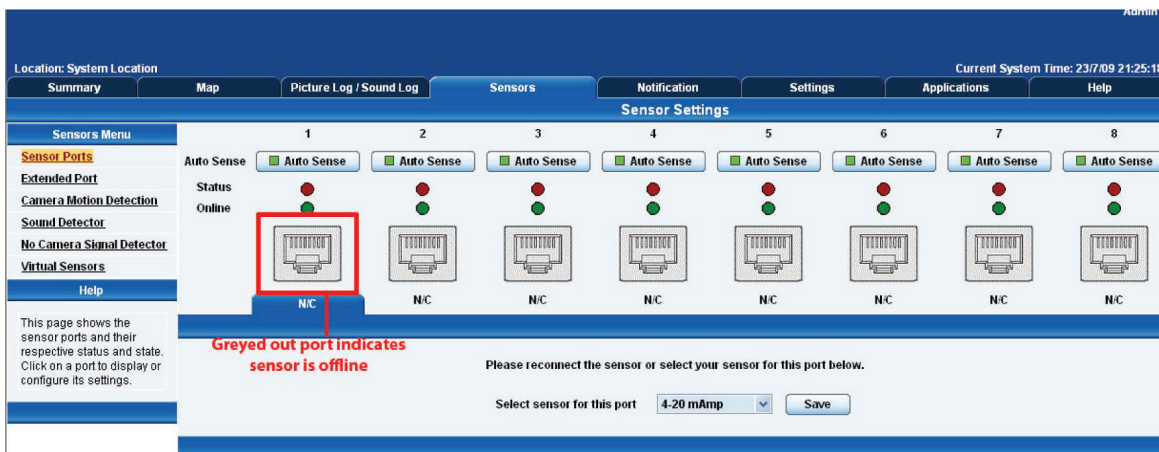 Admin
Location: System Location
Current System Time: 23/7/09 21:25:18
Summary Map Picture Log / Sound Log Sensors Notification Settings Applications Help
Sensor Settings
Sensors Menu
Sensor Ports
Extended Port
Camera Motion Detection
Sound Detector
No Camera Signal Detector
Virtual Sensors
Help
This page shows the
sensor ports and their
respective status and state.
Click on a port to display or
configure its settings.
1 2 3 4 5 6 7 8
Auto Sense Auto Sense Auto Sense Auto Sense Auto Sense Auto Sense Auto Sense Auto Sense Auto Sense
Status
Online
N/C N/C N/C N/C N/C N/C N/C N/C
Greyed out port indicates
sensor is offline
Please reconnect the sensor or select your sensor for this port below.
Select sensor for this port 4-20 mAmp Save